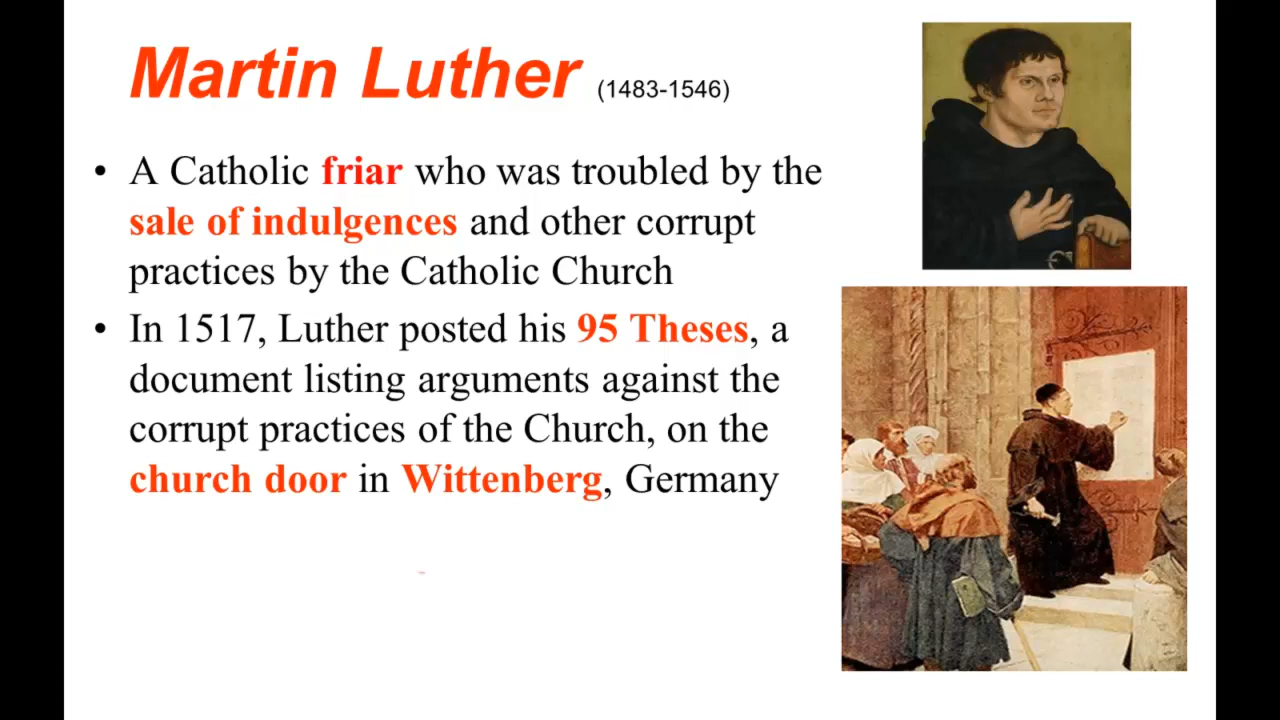 Martin Luther (1483-1546)
• A Catholic friar who was troubled by the
sale of indulgences and other corrupt
practices by the Catholic Church
• In 1517, Luther posted his 95 Theses, a
document listing arguments against the
corrupt practices of the Church, on the
church door in Wittenberg, Germany